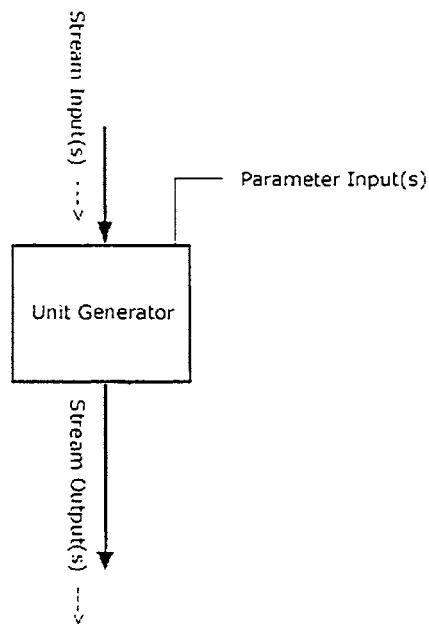 Stream Input(s) --->
Parameter Input(s)
Unit Generator
Stream Output(s) --->